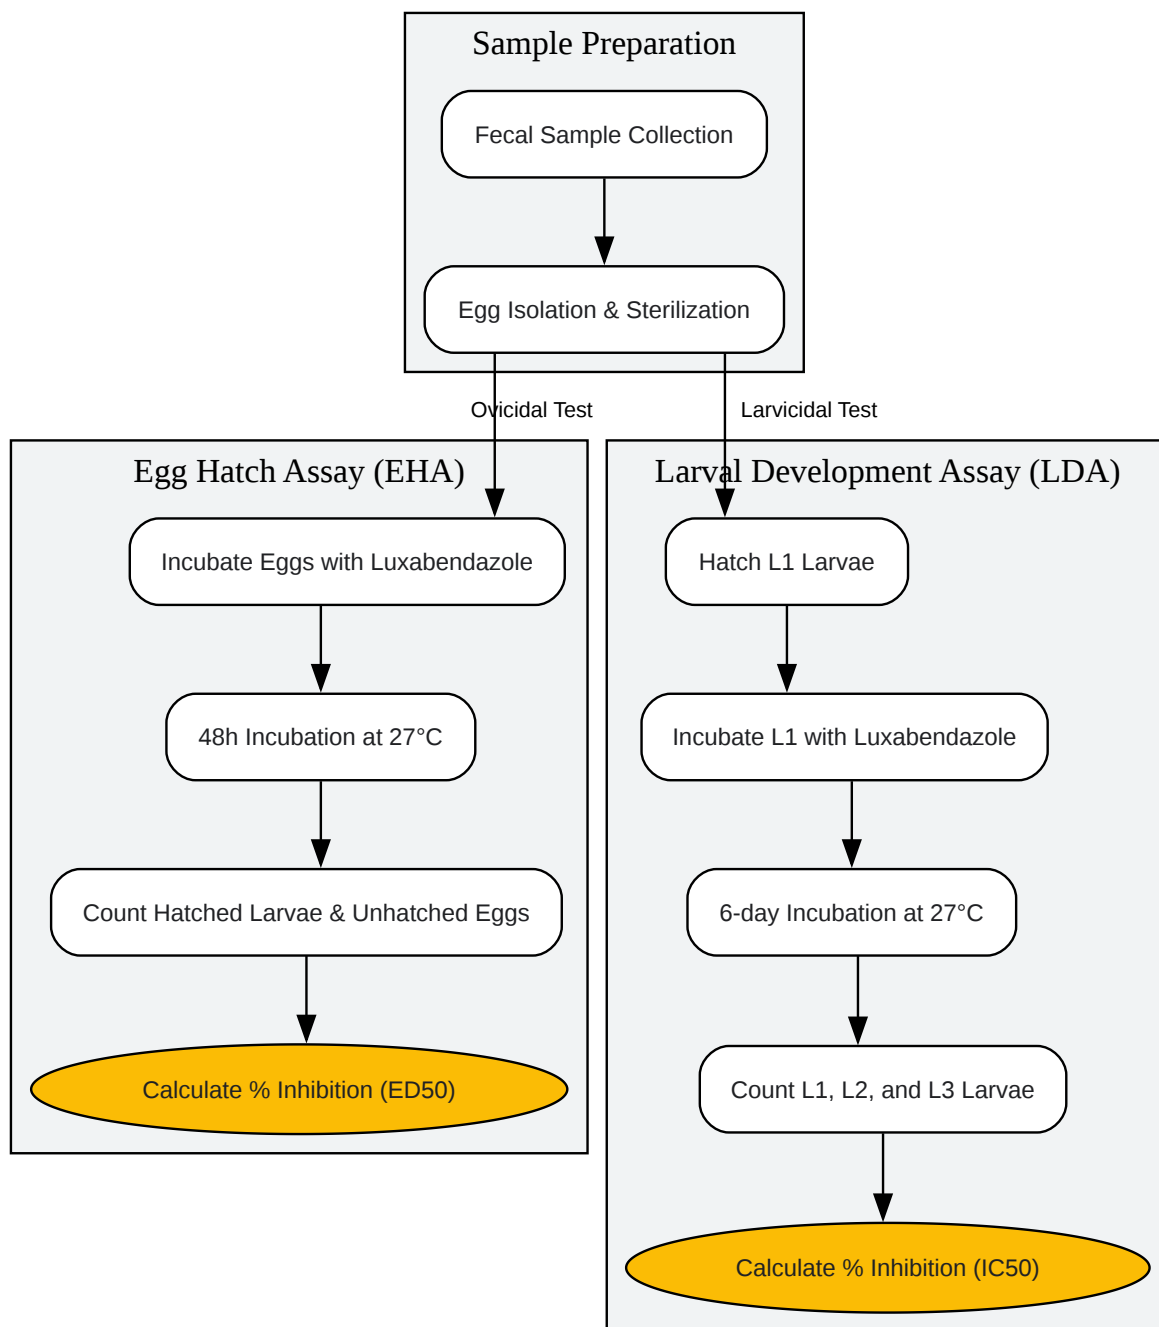 Sample Preparation
Fecal Sample Collection
Egg Isolation & Sterilization
Ovicidal Test
Larvicidal Test
Egg Hatch Assay (EHA)
Incubate Eggs with Luxabendazole
48h Incubation at 27°C
Count Hatched Larvae & Unhatched Eggs
Calculate % Inhibition (ED50)
Larval Development Assay (LDA)
Hatch L1 Larvae
Incubate L1 with Luxabendazole
6-day Incubation at 27°C
Count L1, L2, and L3 Larvae
Calculate % Inhibition (IC50)